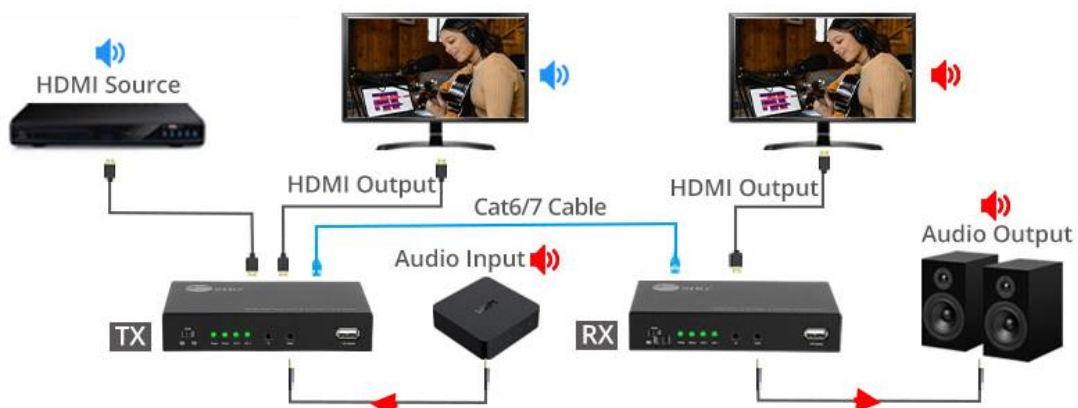 HDMI Source
HDMI Output
HDMI Output
Cat6/7 Cable
Audio Output
Audio Input
TX
RX